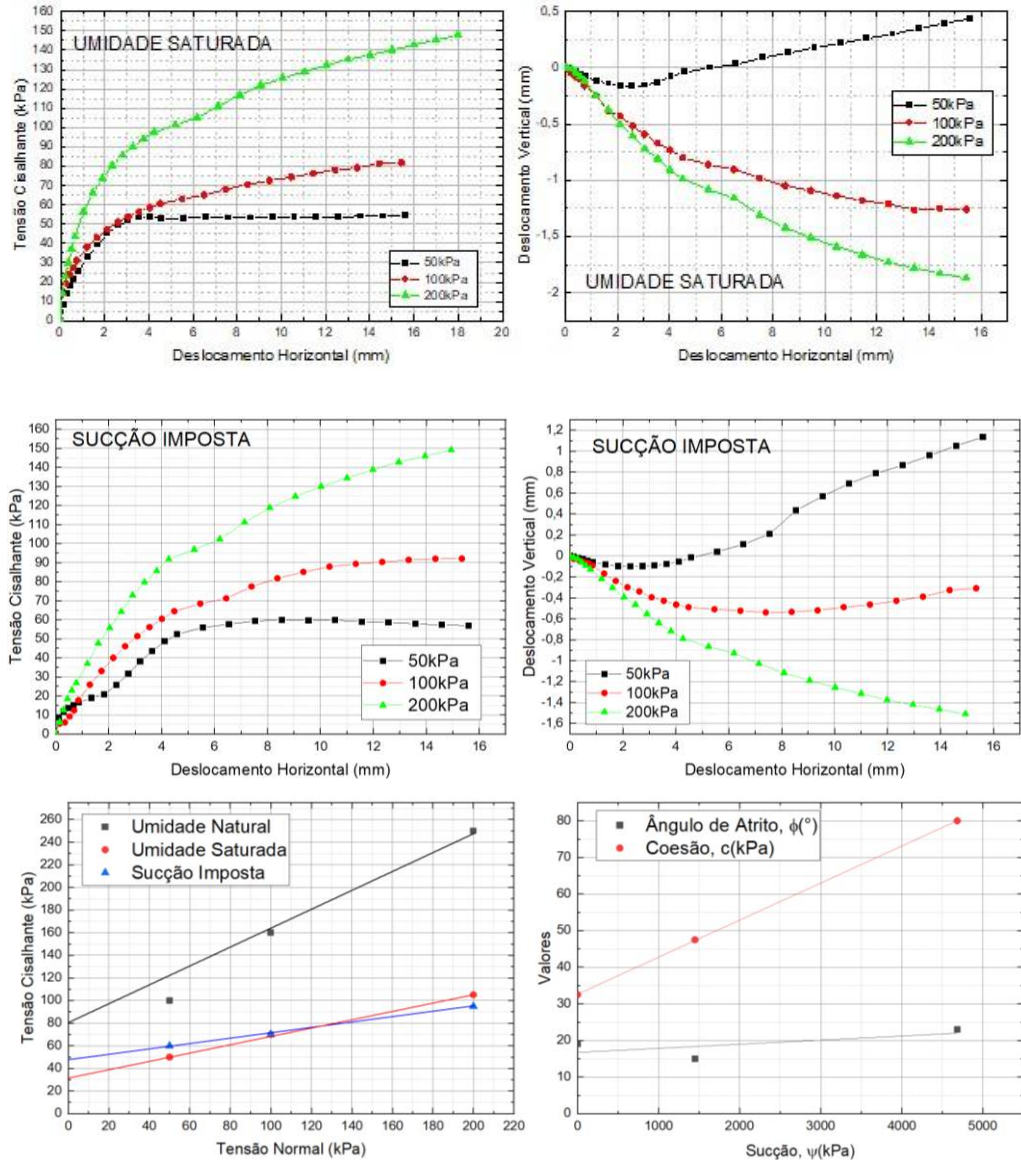 UMIDADE SATURADA
Tensão Cisalhante (kPa)
160
150
140
130
120
110
100
90
80
70
60
50
40
30
20
10
0
50kPa
100kPa
200kPa
0 2 4 6 8 10 12 14 16 18 20
Deslocamento Horizontal (mm)
Deslocamento Vertical (mm)
0,5
0
-0,5
-1
-1,5
-2
50kPa
100kPa
200kPa
UMIDADE SATURADA
0 2 4 6 8 10 12 14 16
Deslocamento Horizontal (mm)
SUCÇÃO IMPOSTA
Tensão Cisalhante (kPa)
160
150
140
130
120
110
100
90
80
70
60
50
40
30
20
10
0
50kPa
100kPa
200kPa
0 2 4 6 8 10 12 14 16
Deslocamento Horizontal (mm)
SUCÇÃO IMPOSTA
Deslocamento Vertical (mm)
1,2
1
0,8
0,6
0,4
0,2
0
-0,2
-0,4
-0,6
-0,8
-1
-1,2
-1,4
-1,6
50kPa
100kPa
200kPa
0 2 4 6 8 10 12 14 16
Deslocamento Horizontal (mm)
Umidade Natural
Umidade Saturada
Sucção Imposta
Tensão Cisalhante (kPa)
260
240
220
200
180
160
140
120
100
80
60
40
20
0
0 20 40 60 80 100 120 140 160 180 200 220
Tensão Normal (kPa)
Ângulo de Atrito, ϕ(°)
Coesão, c(kPa)
Valores
80
70
60
50
40
30
20
10
0
0 1000 2000 3000 4000 5000
Sucção, ψ(kPa)